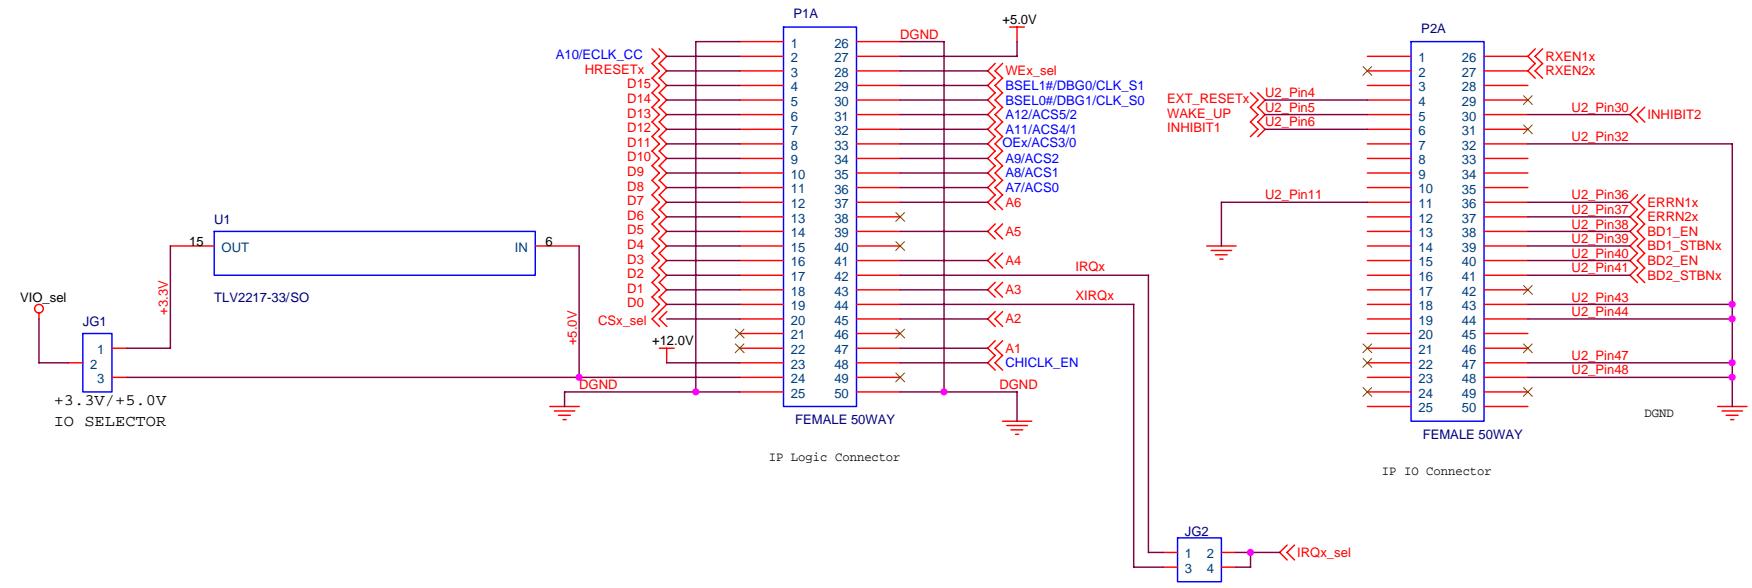 P1A
+5.0V
P2A
DGND
1 26
A10/ECLK_CC 2 27
HRESETx 3 28 WEx_sel
D15 4 29 BSEL1#/DBG0/CLK_S1
D14 5 30 BSEL0#/DBG1/CLK_S0
D13 6 31 A12/ACS5/2
D12 7 32 A11/ACS4/1
D11 8 33 OEx/ACS3/0
D10 9 34 A9/ACS2
D9 10 35 A8/ACS1
D8 11 36 A7/ACS0
D7 12 37 A6
D6 13 38
D5 14 39 A5
D4 15 40
D3 16 41 A4
D2 17 42 IRQx
D1 18 43 A3
D0 19 44 XIRQx
CSx_sel 20 45 A2
21 46
22 47 A1
+12.0V 23 48 CHICLK_EN
24 49
DGND 25 50 DGND
FEMALE 50WAY
IP Logic Connector
1 26 RXEN1x
2 27 RXEN2x
3 28
EXT_RESETx U2_Pin4 4 29
WAKE_UP U2_Pin5 5 30 U2_Pin30 INHIBIT2
INHIBIT1 U2_Pin6 6 31
7 32 U2_Pin32
8 33
9 34
10 35
U2_Pin11 11 36 U2_Pin36 ERRN1x
12 37 U2_Pin37 ERRN2x
13 38 U2_Pin38 BD1_EN
14 39 U2_Pin39 BD1_STBNx
15 40 U2_Pin40 BD2_EN
16 41 U2_Pin41 BD2_STBNx
17 42
18 43 U2_Pin43
19 44 U2_Pin44
20 45
21 46
22 47 U2_Pin47
23 48 U2_Pin48
24 49
25 50
DGND
FEMALE 50WAY
IP IO Connector
U1
15 OUT IN 6
TLV2217-33/SO
+3.3V
+5.0V
VIO_sel
JG1
1
2
3
+3.3V/+5.0V
IO SELECTOR
JG2
1 2 IRQx_sel
3 4